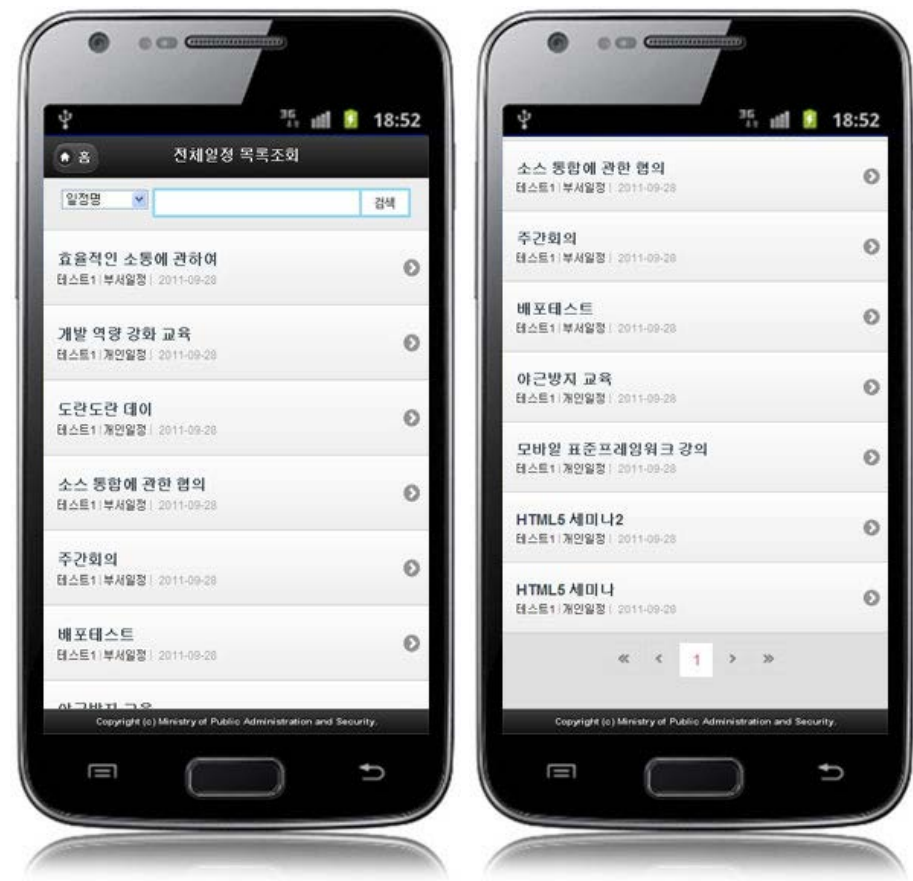 3G 18:52
홈 전체일정 목록조회
일정명 검색
효율적인 소통에 관하여
테스트1 | 부서일정 | 2011-09-28
개발 역량 강화 교육
테스트1 | 개인일정 | 2011-09-28
도란도란 데이
테스트1 | 개인일정 | 2011-09-28
소스 통합에 관한 협의
테스트1 | 부서일정 | 2011-09-28
주간회의
테스트1 | 부서일정 | 2011-09-28
배포테스트
테스트1 | 부서일정 | 2011-09-28
야근방지 교육
Copyright (c) Ministry of Public Administration and Security.
3G 18:52
소스 통합에 관한 협의
테스트1 | 부서일정 | 2011-09-28
주간회의
테스트1 | 부서일정 | 2011-09-28
배포테스트
테스트1 | 부서일정 | 2011-09-28
야근방지 교육
테스트1 | 개인일정 | 2011-09-28
모바일 표준프레임워크 강의
테스트1 | 개인일정 | 2011-09-28
HTML5 세미나2
테스트1 | 개인일정 | 2011-09-28
HTML5 세미나
테스트1 | 개인일정 | 2011-09-28
« < 1 > »
Copyright (c) Ministry of Public Administration and Security.